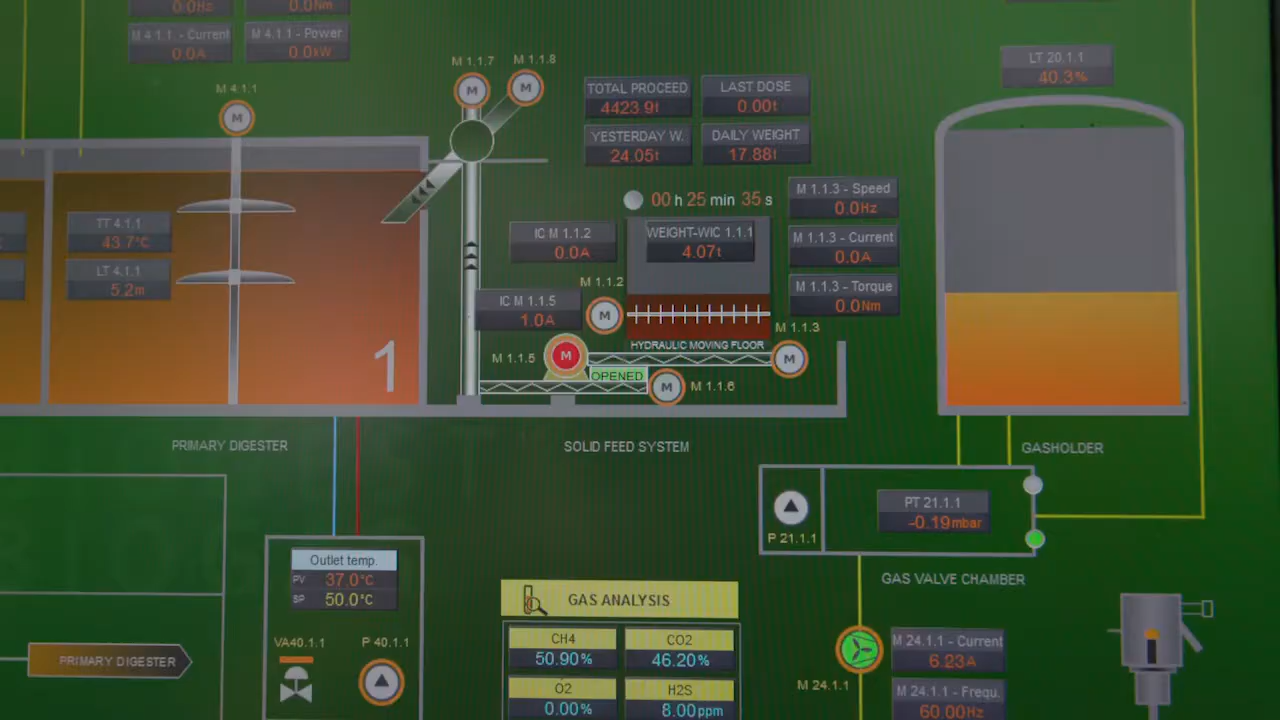 0.0Hz
0.0Nm
M 4.1.1 - Current
M 4.1.1 - Power
0.0A
0.0kW
M 4.1.1
M 1.1.7
M 1.1.8
TOTAL PROCEED
LAST DOSE
4423.9t
0.00t
YESTERDAY W.
DAILY WEIGHT
24.05t
17.88t
LT 20.1.1
40.3%
TT 4.1.1
43.7°C
LT 4.1.1
5.2m
1
00 h 25 min 35 s
M 1.1.3 - Speed
0.0Hz
IC M 1.1.2
0.0A
WEIGHT-WIC 1.1.1
4.07t
M 1.1.3 - Current
0.0A
M 1.1.2
M 1.1.3 - Torque
0.0Nm
IC M 1.1.5
1.0A
M 1.1.3
HYDRAULIC MOVING FLOOR
M 1.1.5
OPENED
M 1.1.6
M
M
M
M
M
M
M
PRIMARY DIGESTER
SOLID FEED SYSTEM
GASHOLDER
PT 21.1.1
-0.19mbar
P 21.1.1
GAS VALVE CHAMBER
Outlet temp.
PV 37.0°C
SP 50.0°C
VA40.1.1
P 40.1.1
PRIMARY DIGESTER
GAS ANALYSIS
CH4
CO2
50.90%
46.20%
O2
H2S
0.00%
8.00ppm
M 24.1.1
M 24.1.1 - Current
6.23A
M 24.1.1 - Frequ.
60.00Hz